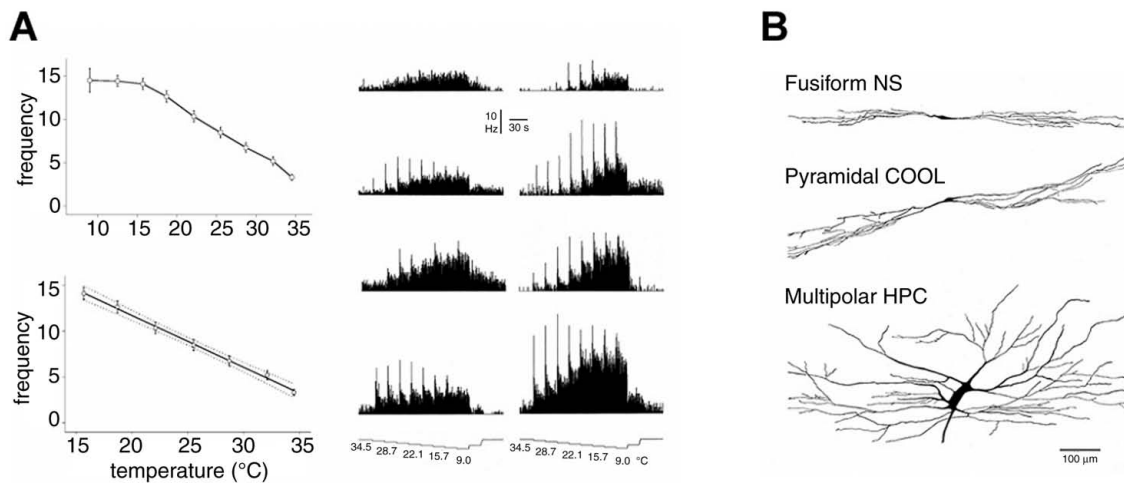 A
frequency
15
10
5
0
10 15 20 25 30 35
frequency
15
10
5
0
15 20 25 30 35
temperature (°C)
10
Hz
30 s
34.5 28.7 22.1 15.7 9.0
34.5 28.7 22.1 15.7 9.0 °C
B
Fusiform NS
Pyramidal COOL
Multipolar HPC
100 µm